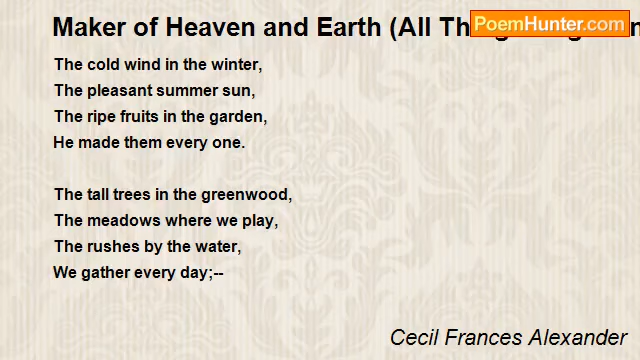 Maker of Heaven and Earth (All
PoemHunter.com
The cold wind in the winter,
The pleasant summer sun,
The ripe fruits in the garden,
He made them every one.
The tall trees in the greenwood,
The meadows where we play,
The rushes by the water,
We gather every day;--
Cecil Frances Alexander